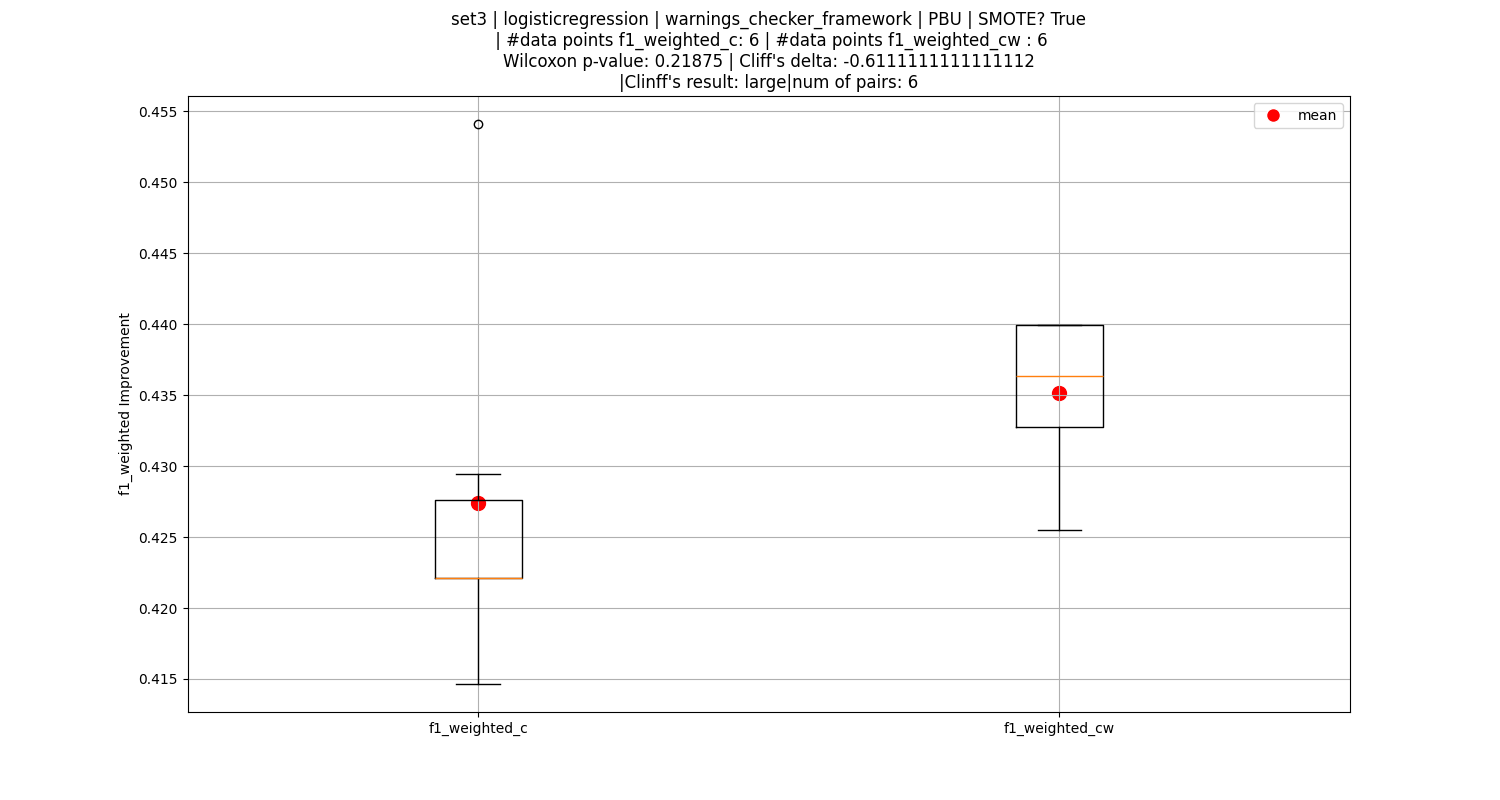 set3 | logisticregression | warnings_checker_framework | PBU | SMOTE? True
| #data points f1_weighted_c: 6 | #data points f1_weighted_cw : 6
Wilcoxon p-value: 0.21875 | Cliff's delta: -0.6111111111111112
|Clinff's result: large|num of pairs: 6
mean
0.455
0.450
0.445
0.440
0.435
0.430
0.425
0.420
0.415
f1_weighted Improvement
f1_weighted_c
f1_weighted_cw